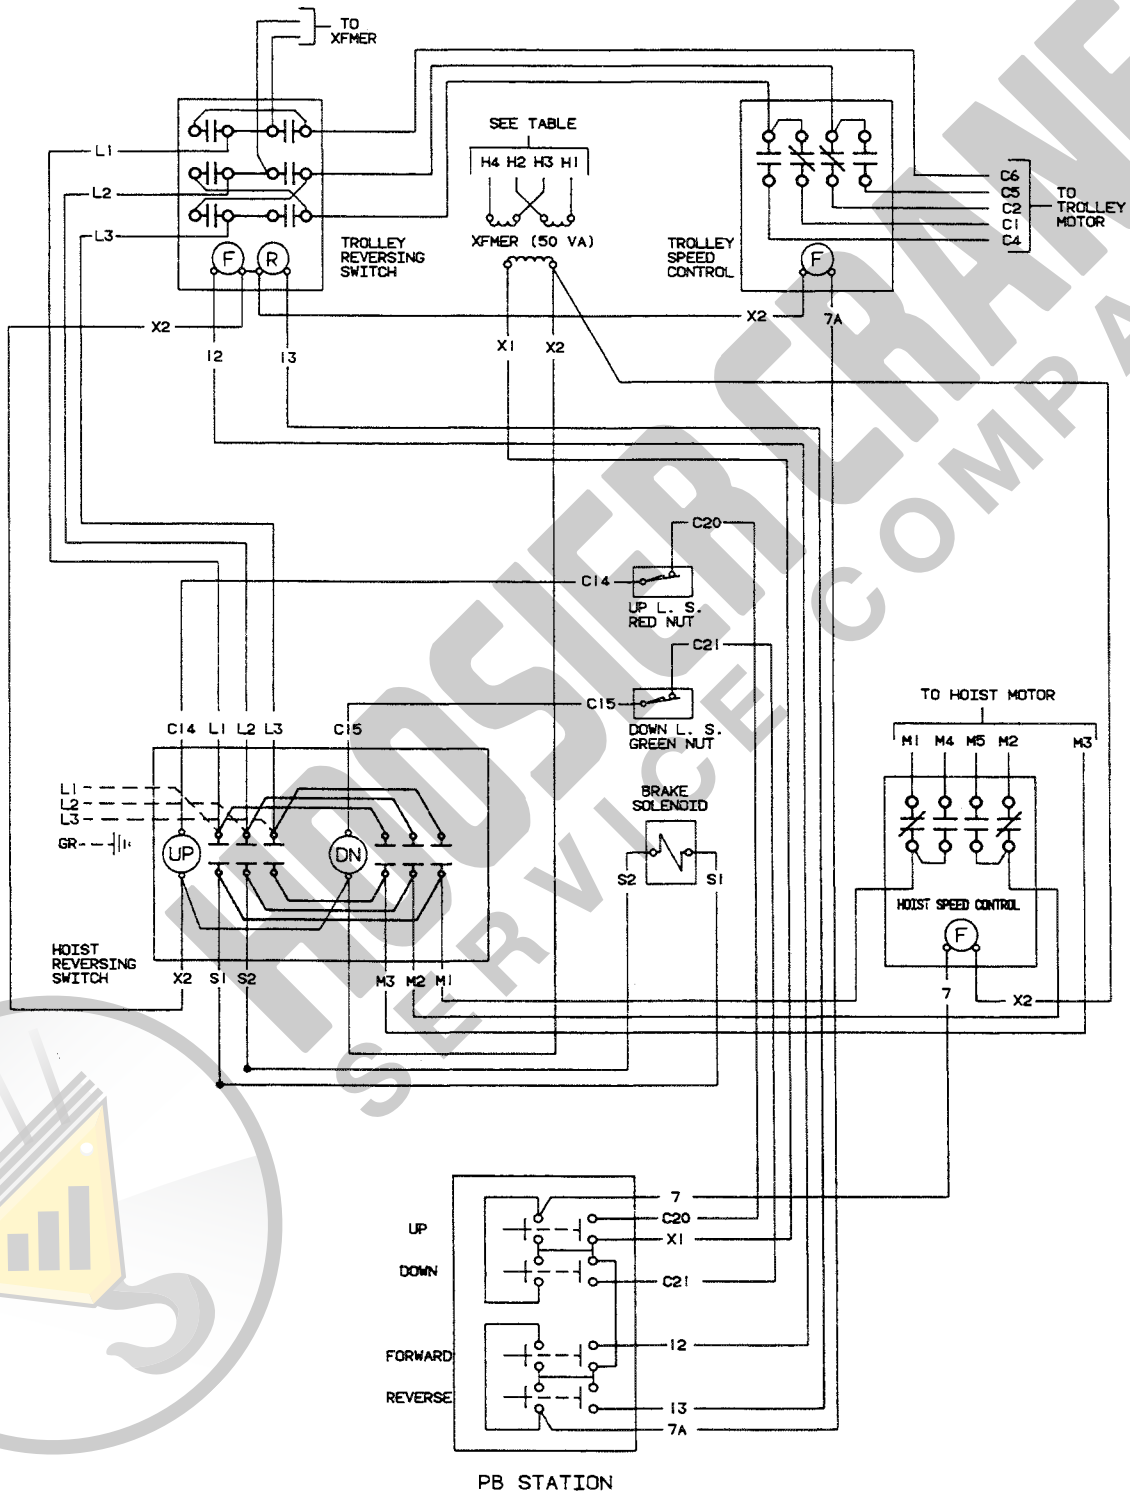 TO
XFMER
SEE TABLE
H4 H2 H3 H1
XFMER (50 VA)
L1
L2
L3
F R
TROLLEY
REVERSING
SWITCH
TROLLEY
SPEED
CONTROL
F
C6
C5
C2
C1
C4
TO
TROLLEY
MOTOR
X2
12
13
X1
X2
X2
7A
C20
C14
UP L. S.
RED NUT
C21
C15
DOWN L. S.
GREEN NUT
C14 L1 L2 L3
C15
L1
L2
L3
GR
UP
DN
HOIST
REVERSING
SWITCH
X2 S1 S2
M3 M2 M1
BRAKE
SOLENOID
S2
S1
TO HOIST MOTOR
M1 M4 M5 M2
M3
HOIST SPEED CONTROL
F
7
X2
UP
DOWN
FORWARD
REVERSE
7
C20
X1
C21
12
13
7A
PB STATION
HOOSIER CRANE
SERVICE COMPA